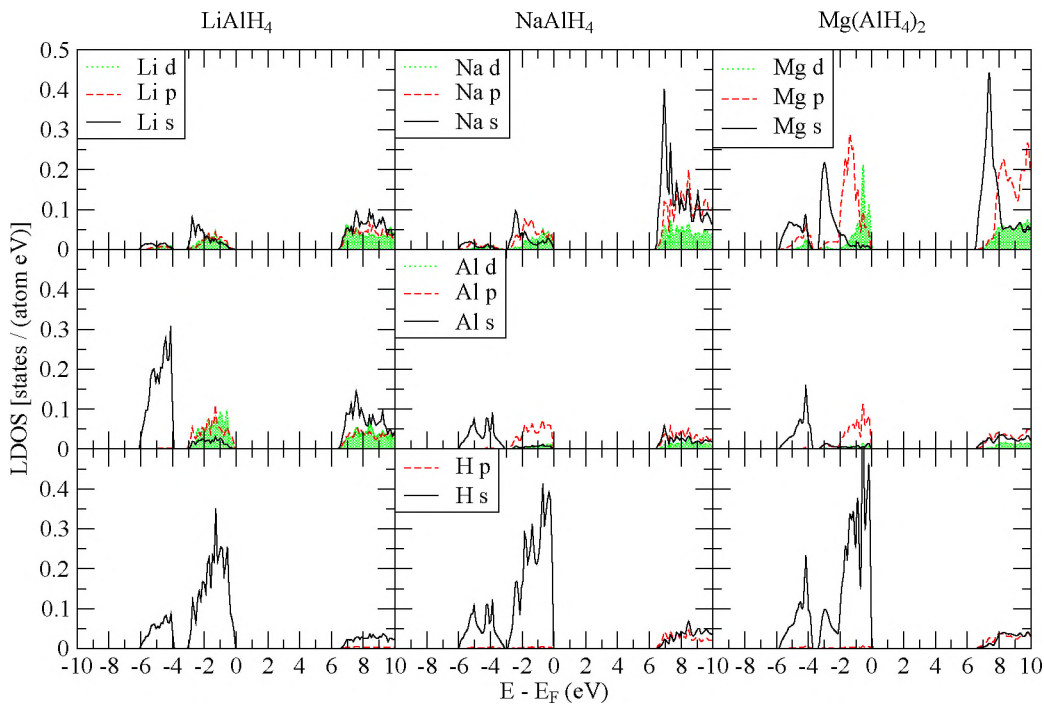 LiAlH4 NaAlH4 Mg(AlH4)2
0.5
Li d
Li p
Li s
Na d
Na p
Na s
Mg d
Mg p
Mg s
0.4
0.3
0.2
0.1
0
Al d
Al p
Al s
0.4
0.3
0.2
0.1
0
H p
H s
0.4
0.3
0.2
0.1
0
-10 -8 -6 -4 -2 0 2 4 6 8 10 -8 -6 -4 -2 0 2 4 6 8 10 -8 -6 -4 -2 0 2 4 6 8 10
E - EF (eV)
LDOS [states / (atom eV)]